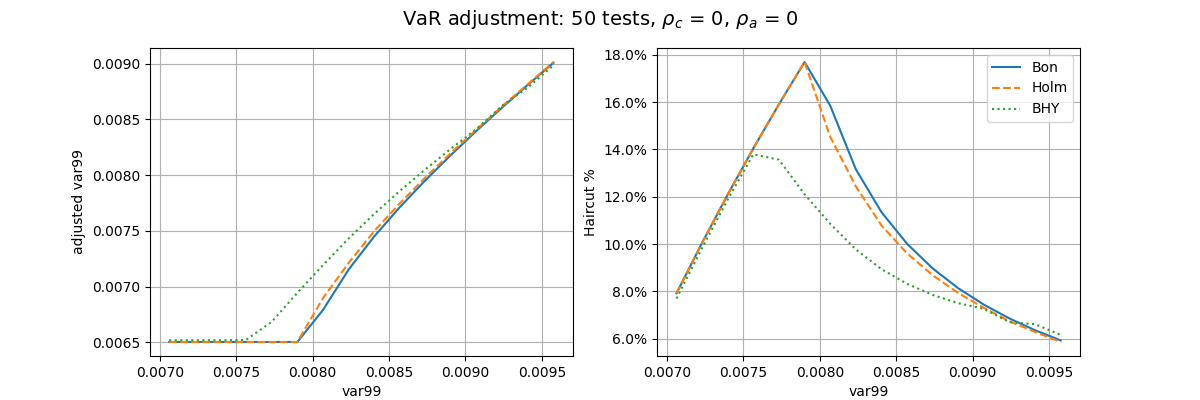 VaR adjustment: 50 tests, ρc = 0, ρa = 0
0.0090
0.0085
0.0080
0.0075
0.0070
0.0065
adjusted var99
0.0070 0.0075 0.0080 0.0085 0.0090 0.0095
var99
18.0%
16.0%
14.0%
12.0%
10.0%
8.0%
6.0%
Haircut %
Bon
Holm
BHY
0.0070 0.0075 0.0080 0.0085 0.0090 0.0095
var99